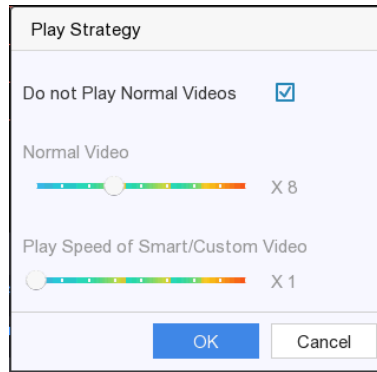 Play Strategy
Do not Play Normal Videos
Normal Video
X 8
Play Speed of Smart/Custom Video
X 1
OK Cancel